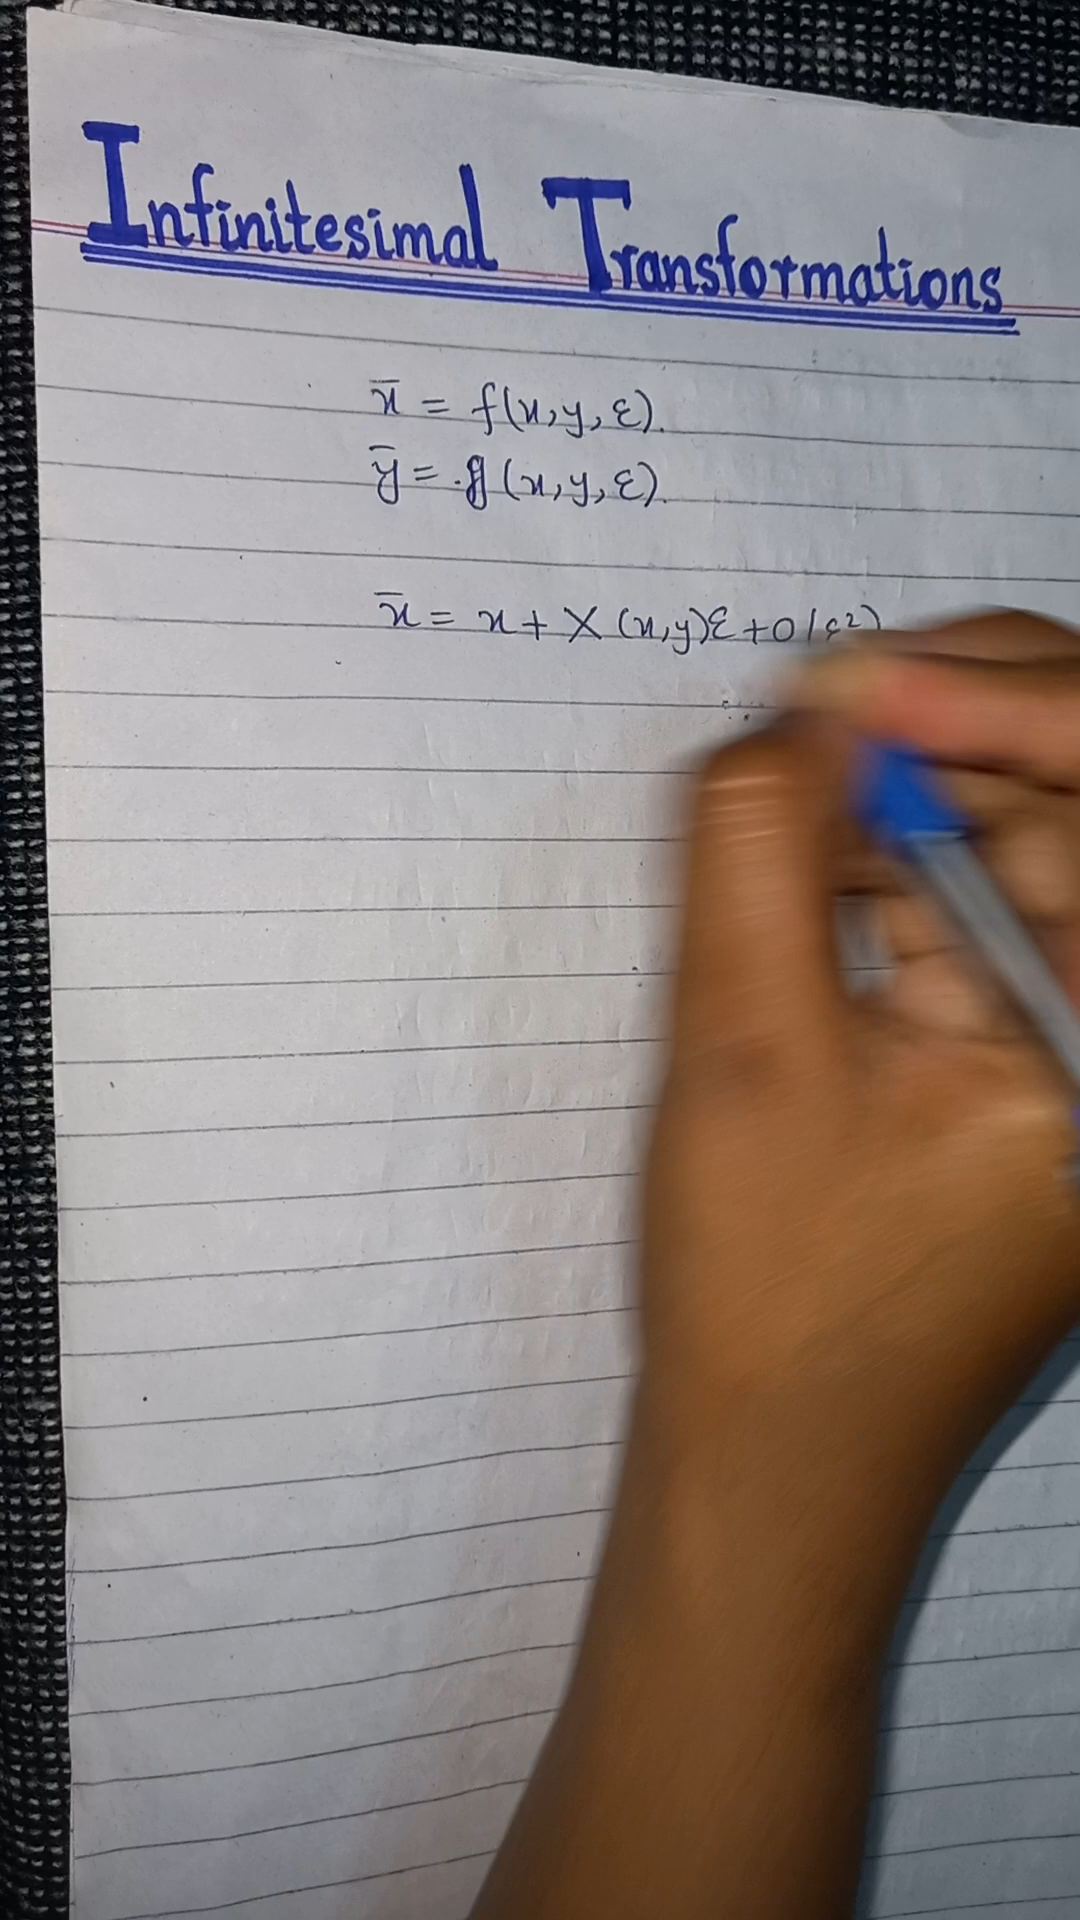 Infinitesimal Transformations
x̄ = f(x, y, ε).
ȳ = g(x, y, ε).
x̄ = x + X (x, y)ε + O(ε²)